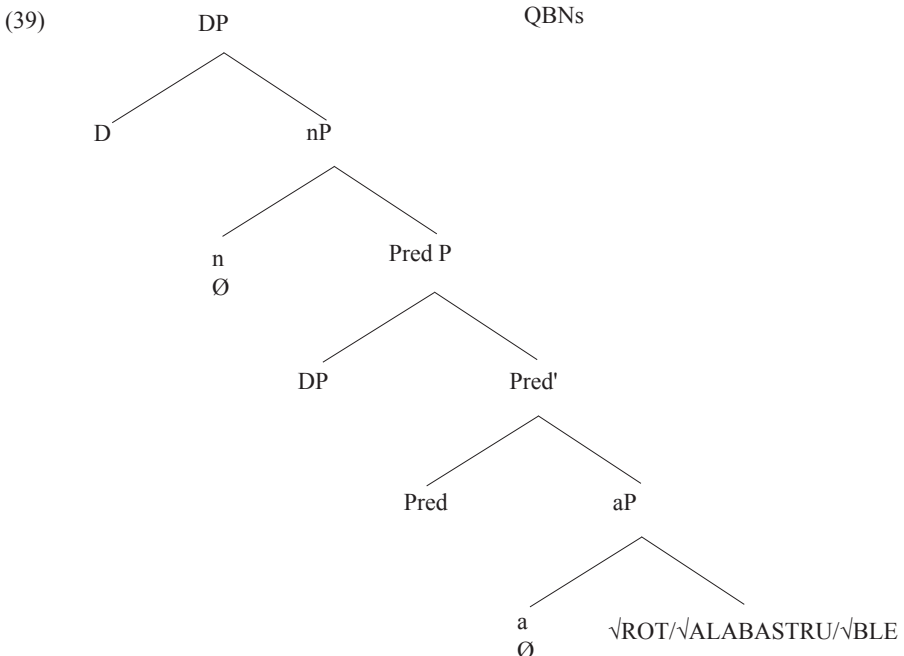 (39) DP QBNs
D nP
n Pred P
Ø
DP Pred'
Pred aP
a √ROT/√ALABASTRU/√BLE
Ø